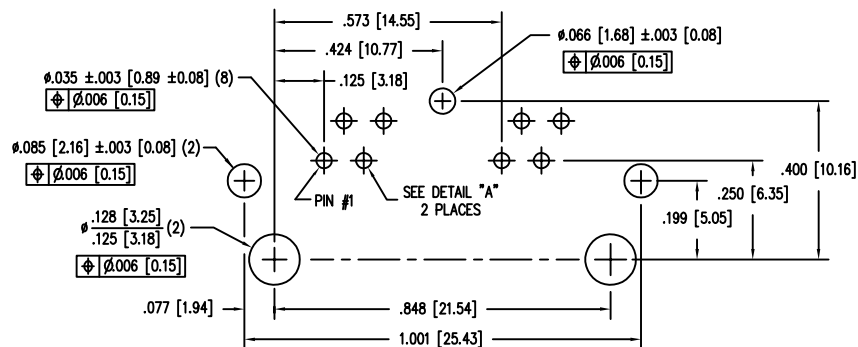 .573 [14.55]
.424 [10.77]
ø.066 [1.68] ±.003 [0.08]
⌖ Ø.006 [0.15]
.125 [3.18]
ø.035 ±.003 [0.89 ±0.08] (8)
⌖ Ø.006 [0.15]
ø.085 [2.16] ±.003 [0.08] (2)
⌖ Ø.006 [0.15]
.400 [10.16]
.250 [6.35]
PIN #1
SEE DETAIL "A"
2 PLACES
.199 [5.05]
ø .128 [3.25]
.125 [3.18] (2)
⌖ Ø.006 [0.15]
.077 [1.94]
.848 [21.54]
1.001 [25.43]